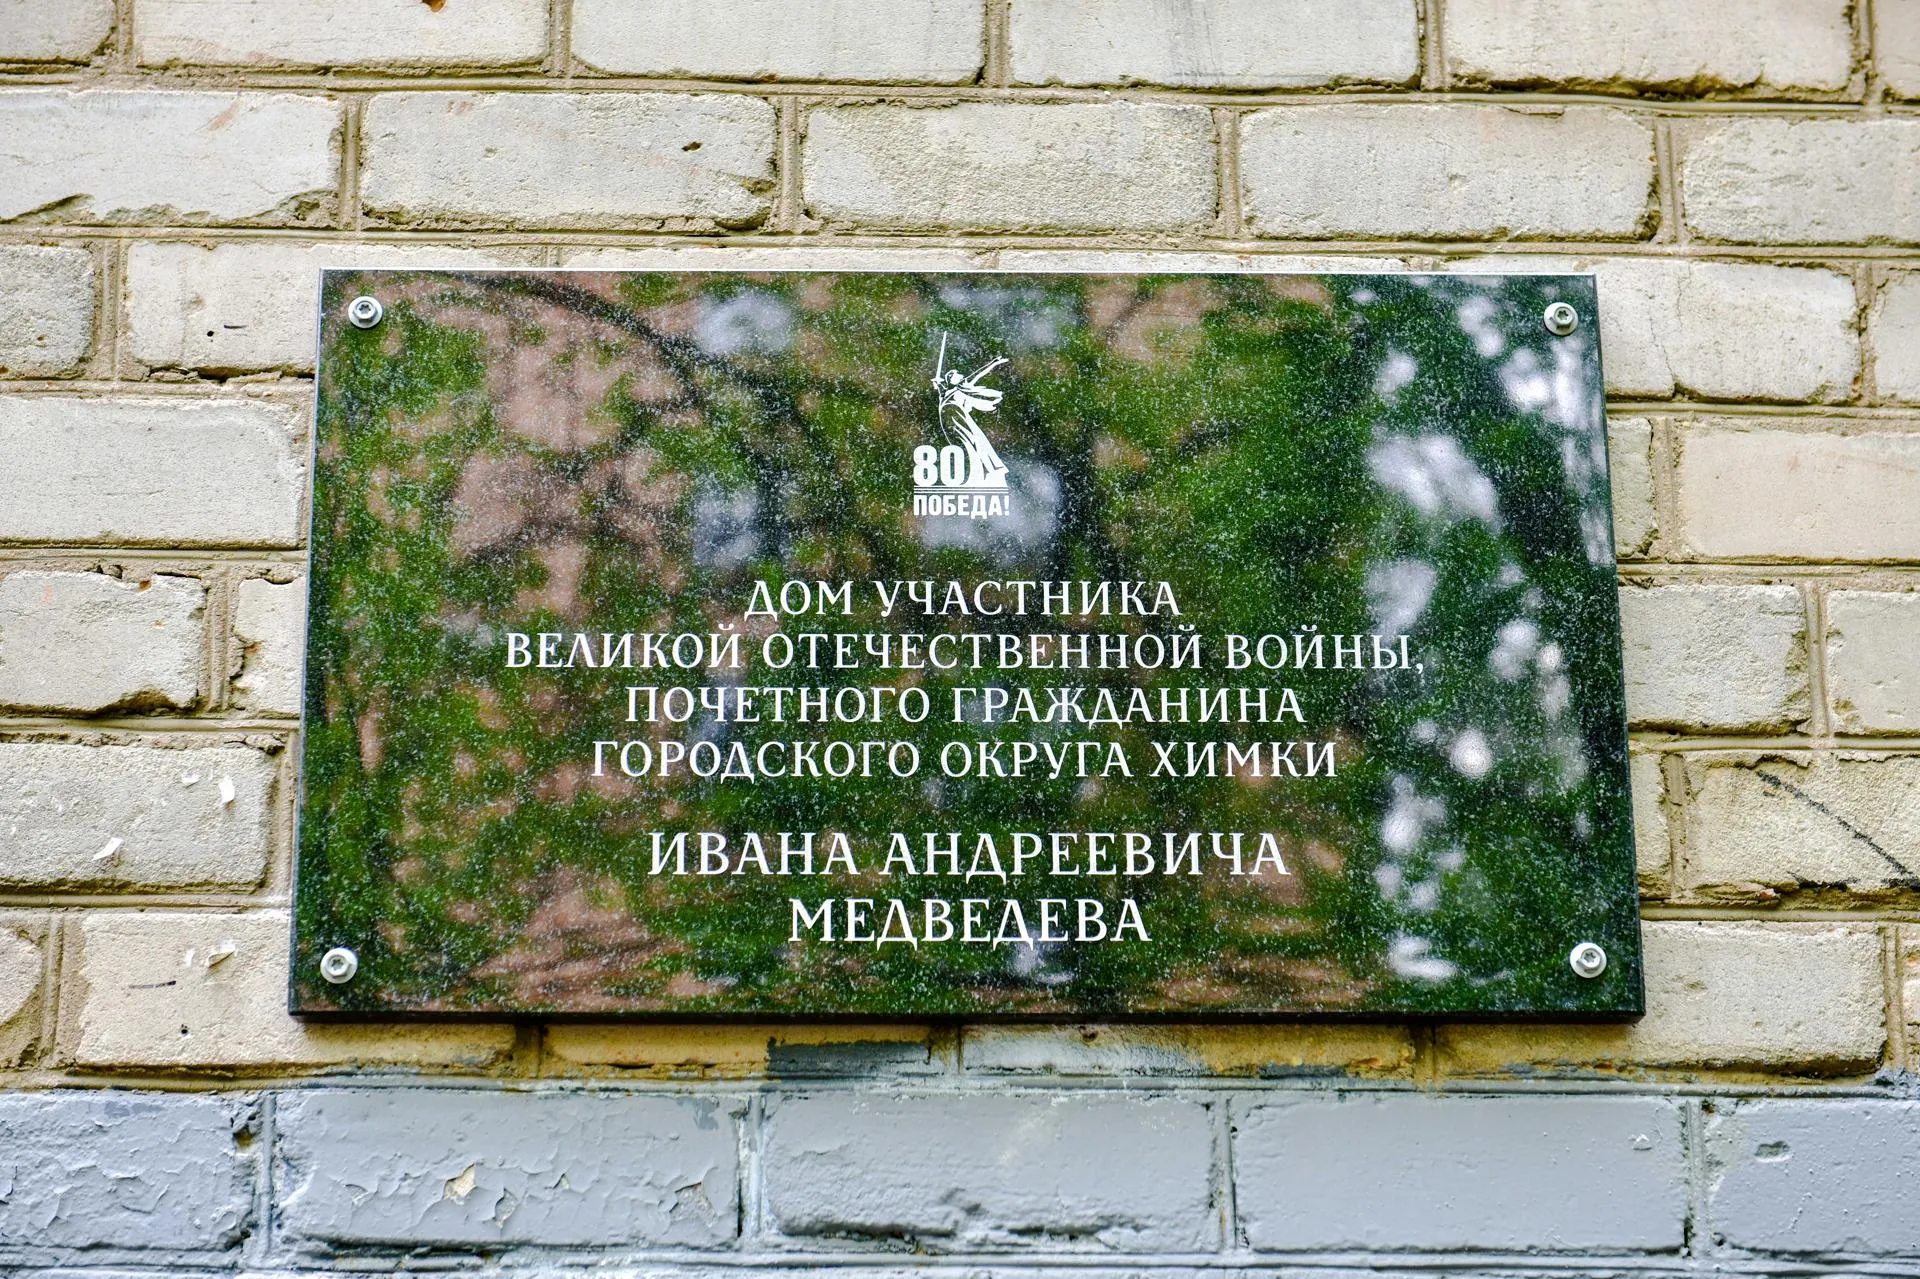 80
ПОБЕДА!
ДОМ УЧАСТНИКА
ВЕЛИКОЙ ОТЕЧЕСТВЕННОЙ ВОЙНЫ,
ПОЧЕТНОГО ГРАЖДАНИНА
ГОРОДСКОГО ОКРУГА ХИМКИ
ИВАНА АНДРЕЕВИЧА
МЕДВЕДЕВА